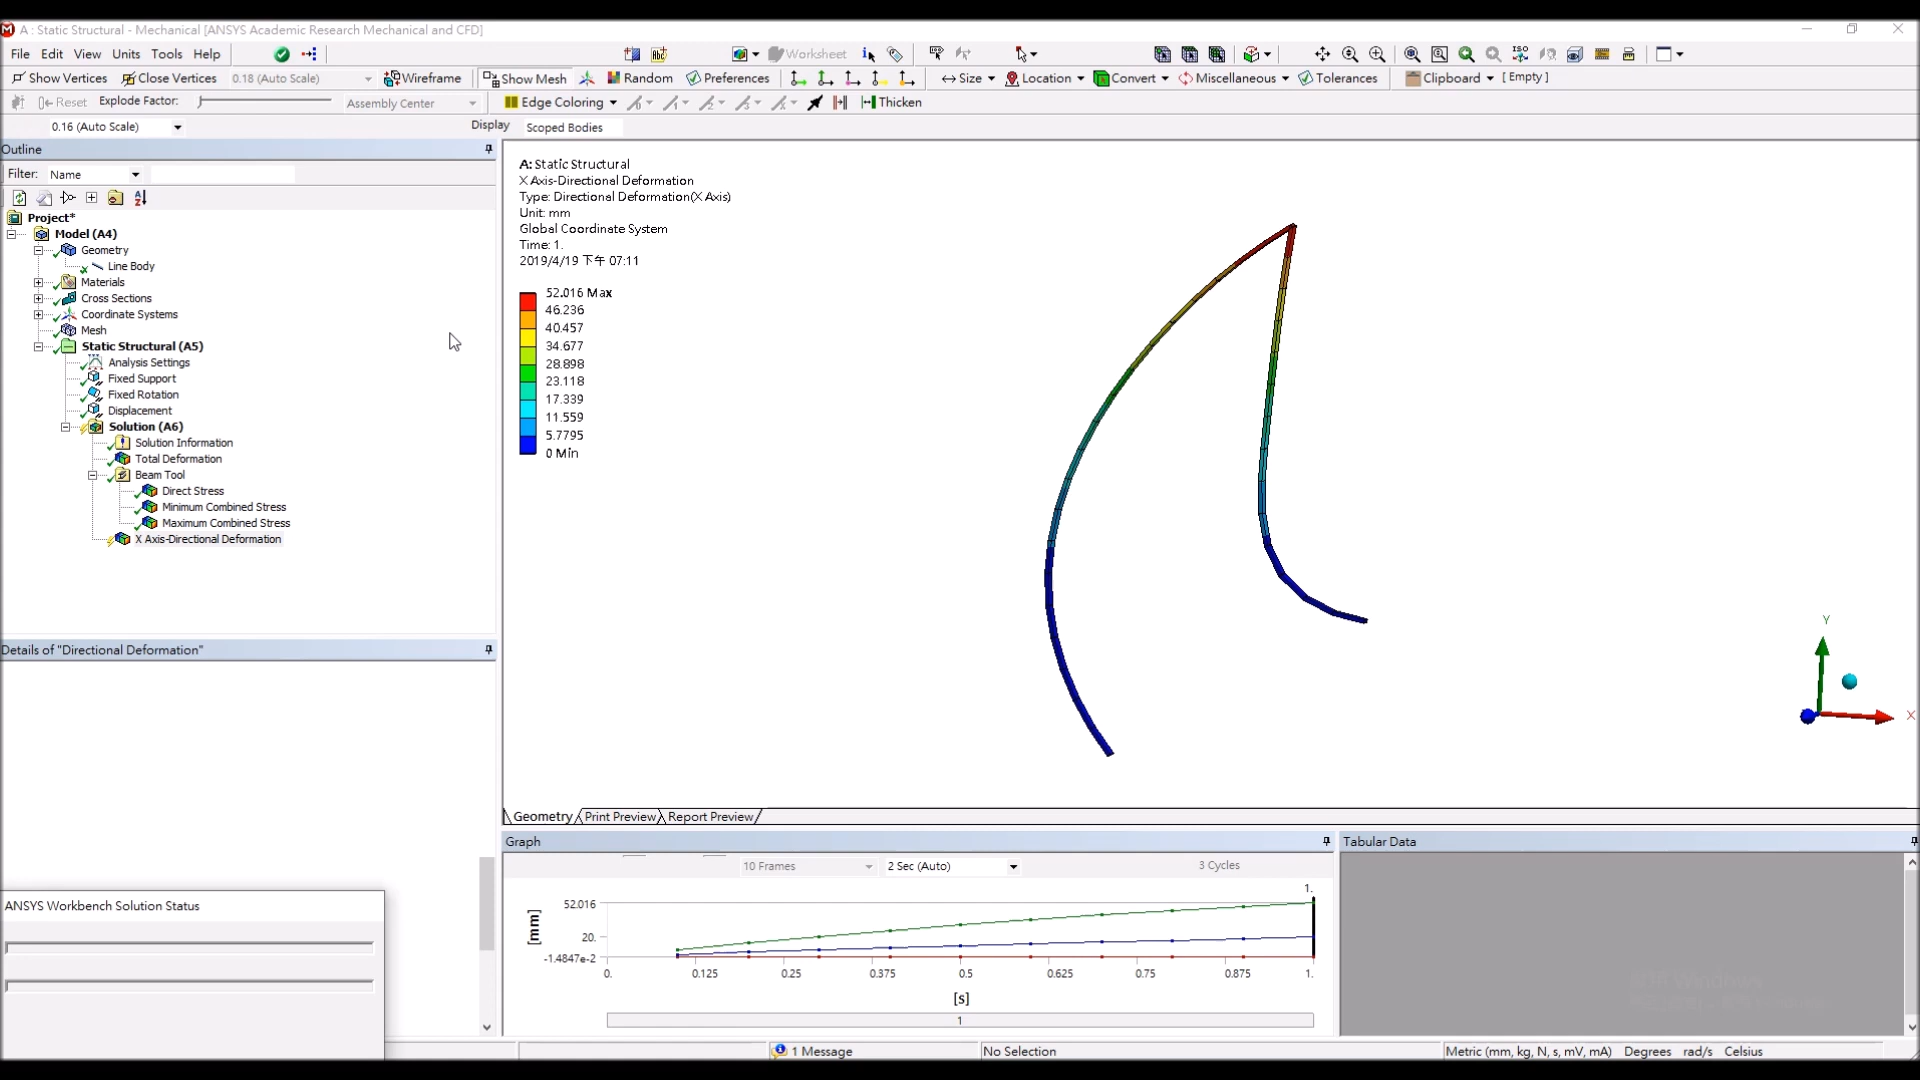 A : Static Structural - Mechanical [ANSYS Academic Research Mechanical and CFD]
File Edit View Units Tools Help Worksheet
Show Vertices Close Vertices 0.18 (Auto Scale) Wireframe Show Mesh Random Preferences Size Location Convert Miscellaneous Tolerances Clipboard [ Empty ]
Reset Explode Factor: Assembly Center Edge Coloring Thicken
0.16 (Auto Scale) Display Scoped Bodies
Outline
Filter: Name
Project*
Model (A4)
Geometry
Line Body
Materials
Cross Sections
Coordinate Systems
Mesh
Static Structural (A5)
Analysis Settings
Fixed Support
Fixed Rotation
Displacement
Solution (A6)
Solution Information
Total Deformation
Beam Tool
Direct Stress
Minimum Combined Stress
Maximum Combined Stress
X Axis-Directional Deformation
Details of "Directional Deformation"
ANSYS Workbench Solution Status
A: Static Structural
X Axis-Directional Deformation
Type: Directional Deformation(X Axis)
Unit: mm
Global Coordinate System
Time: 1.
2019/4/19 下午 07:11
52.016 Max
46.236
40.457
34.677
28.898
23.118
17.339
11.559
5.7795
0 Min
Y
X
Geometry Print Preview Report Preview
Graph
10 Frames 2 Sec (Auto) 3 Cycles
1.
52.016
20.
-1.4847e-2
[mm]
0. 0.125 0.25 0.375 0.5 0.625 0.75 0.875 1.
[s]
1
Tabular Data
1 Message No Selection Metric (mm, kg, N, s, mV, mA) Degrees rad/s Celsius